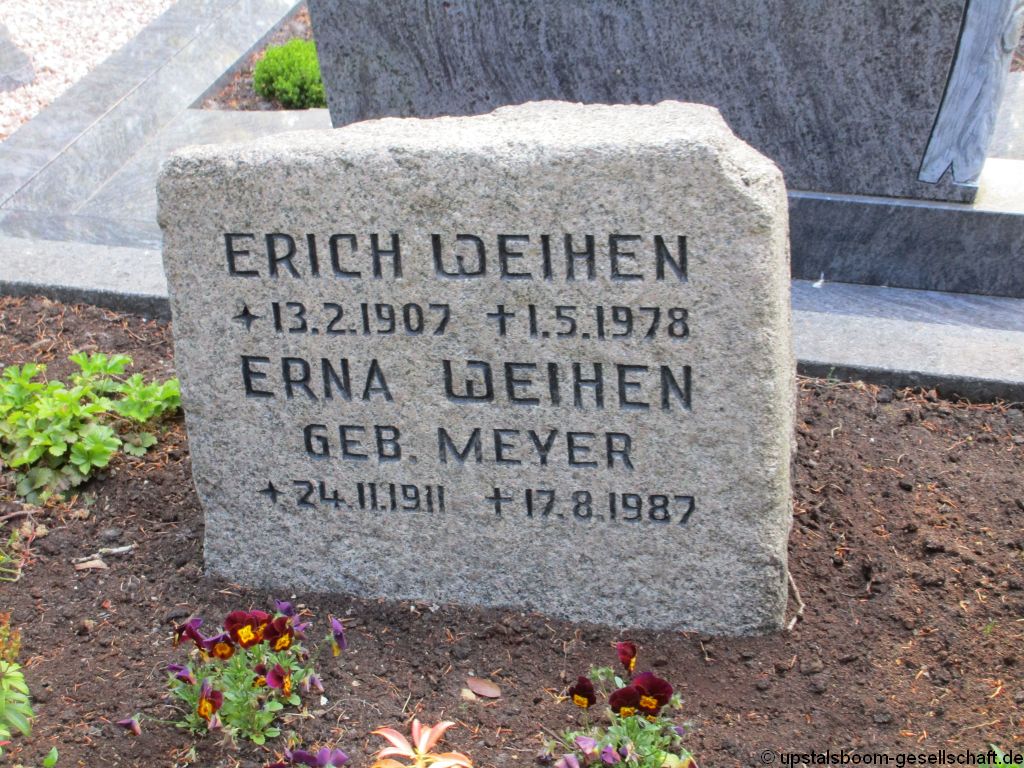 ERICH WEIHEN
✦ 13.2.1907 ✝ 1.5.1978
ERNA WEIHEN
GEB. MEYER
✦ 24.11.1911 ✝ 17.8.1987
© upstalsboom-gesellschaft.de